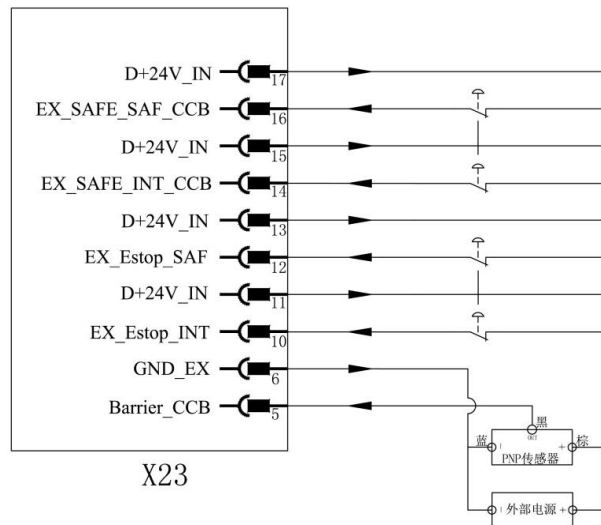 D+24V_IN 17
EX_SAFE_SAF_CCB 16
D+24V_IN 15
EX_SAFE_INT_CCB 14
D+24V_IN 13
EX_Estop_SAF 12
D+24V_IN 11
EX_Estop_INT 10
GND_EX 6
Barrier_CCB 5
黑
蓝 - OUT + 棕
PNP传感器
X23
- 外部电源 +